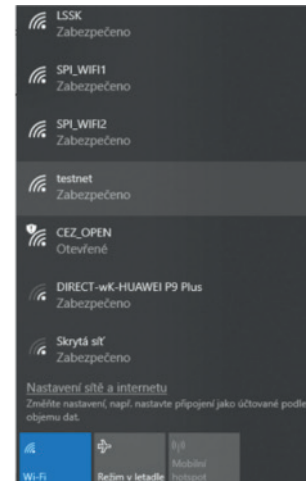 LSSK
Zabezpečeno
SPI_WIFI1
Zabezpečeno
SPI_WIFI2
Zabezpečeno
testnet
Zabezpečeno
CEZ_OPEN
Otevřené
DIRECT-wK-HUAWEI P9 Plus
Zabezpečeno
Skrytá síť
Zabezpečeno
Nastavení sítě a internetu
Změňte nastavení, např. nastavte připojení jako účtované podle
objemu dat.
Mobilní
Wi-Fi Režim v letadle hotspot